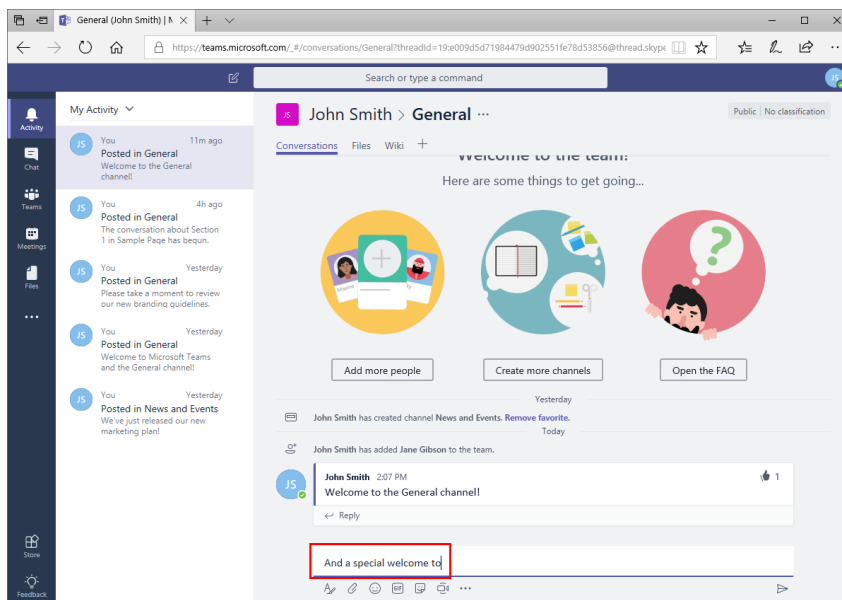 General (John Smith) | M
https://teams.microsoft.com/_#/conversations/General?threadId=19:e009d5d71984479d902551fe78d53856@thread.skype
Search or type a command
JS
Activity
Chat
Teams
Meetings
Files
Store
Feedback
My Activity
JS
You 11m ago
Posted in General
Welcome to the General
channel!
JS
You 4h ago
Posted in General
The conversation about Section
1 in Sample Page has begun.
JS
You Yesterday
Posted in General
Please take a moment to review
our new branding guidelines.
JS
You Yesterday
Posted in General
Welcome to Microsoft Teams
and the General channel!
JS
You Yesterday
Posted in News and Events
We've just released our new
marketing plan!
JS John Smith > General ...
Public No classification
Conversations Files Wiki
Welcome to the team!
Here are some things to get going...
Add more people
Create more channels
Open the FAQ
Yesterday
John Smith has created channel News and Events. Remove favorite.
Today
John Smith has added Jane Gibson to the team.
JS
John Smith 2:07 PM 1
Welcome to the General channel!
Reply
And a special welcome to
GIF